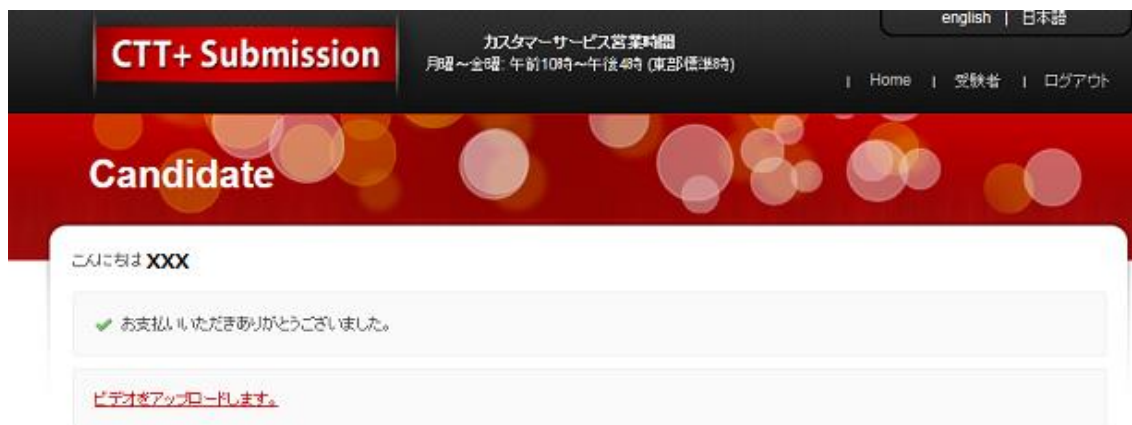 english | 日本語
CTT+ Submission
カスタマーサービス営業時間
月曜～金曜: 午前10時～午後4時 (東部標準時)
| Home | 受験者 | ログアウト
Candidate
こんにちは XXX
お支払いいただきありがとうございました。
ビデオをアップロードします。